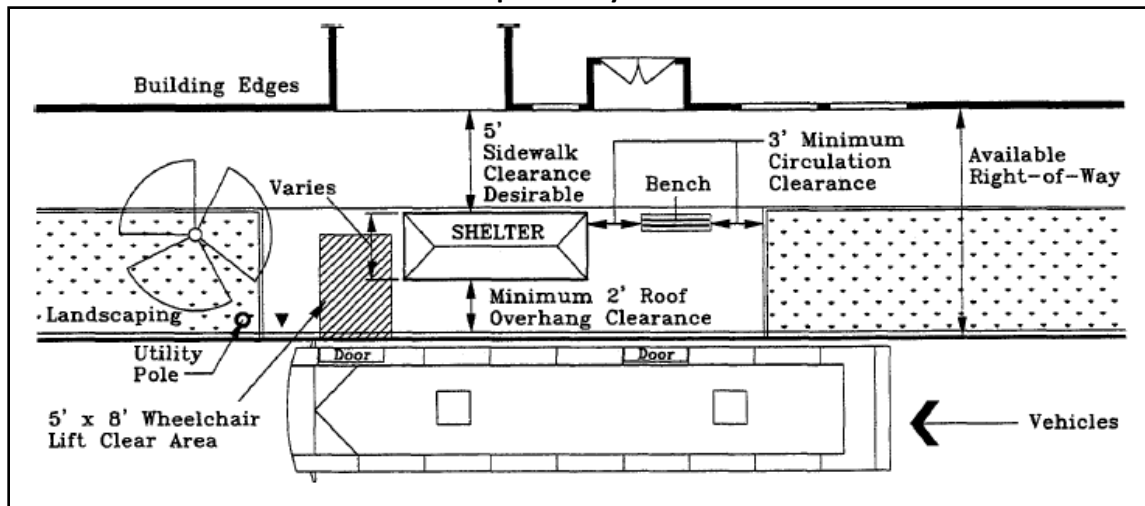 Building Edges
5'
Sidewalk
Clearance
Desirable
3' Minimum
Circulation
Clearance
Available
Right-of-Way
Varies
Bench
SHELTER
Landscaping
Minimum 2' Roof
Overhang Clearance
Utility
Pole
Door
Door
5' x 8' Wheelchair
Lift Clear Area
Vehicles